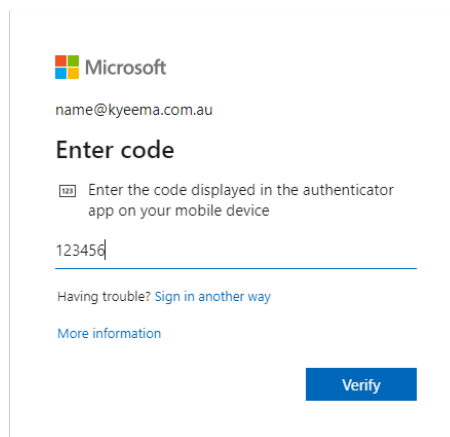 Microsoft
name@kyeema.com.au
Enter code
123 Enter the code displayed in the authenticator
app on your mobile device
123456
Having trouble? Sign in another way
More information
Verify